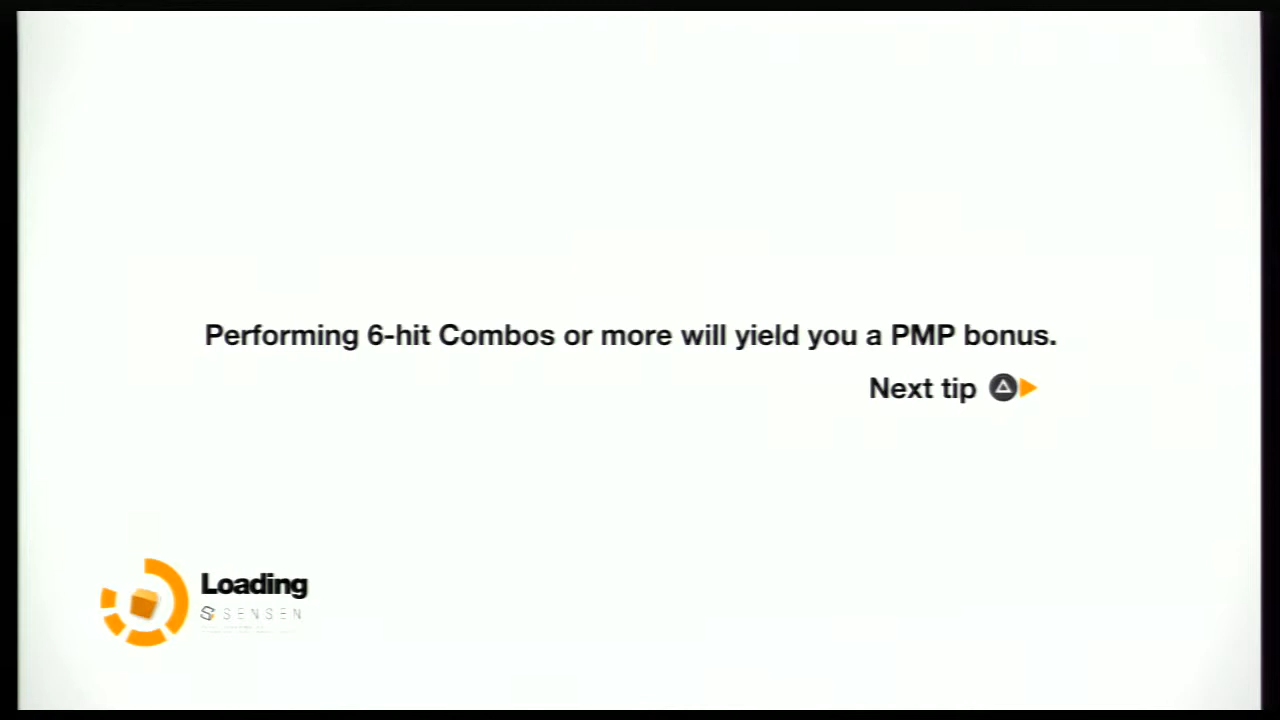 Performing 6-hit Combos or more will yield you a PMP bonus.
Next tip
Loading
SENSEN